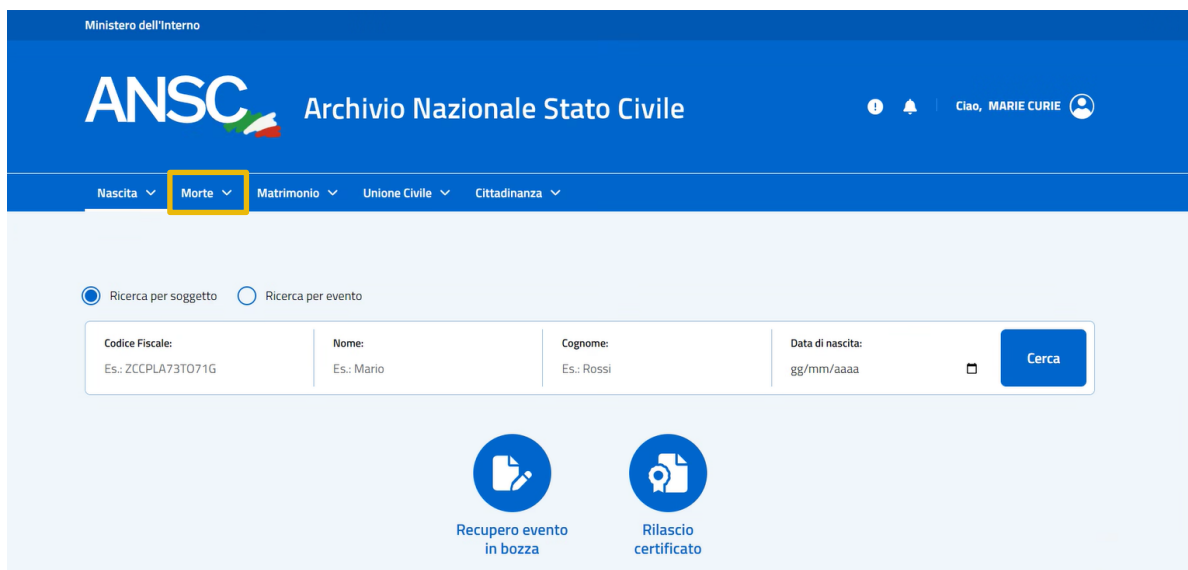 Ministero dell'Interno
ANSC Archivio Nazionale Stato Civile
Ciao, MARIE CURIE
Nascita Morte Matrimonio Unione Civile Cittadinanza
Ricerca per soggetto Ricerca per evento
Codice Fiscale: Nome: Cognome: Data di nascita:
Es.: ZCCPLA73TO71G Es.: Mario Es.: Rossi gg/mm/aaaa Cerca
Recupero evento in bozza
Rilascio certificato